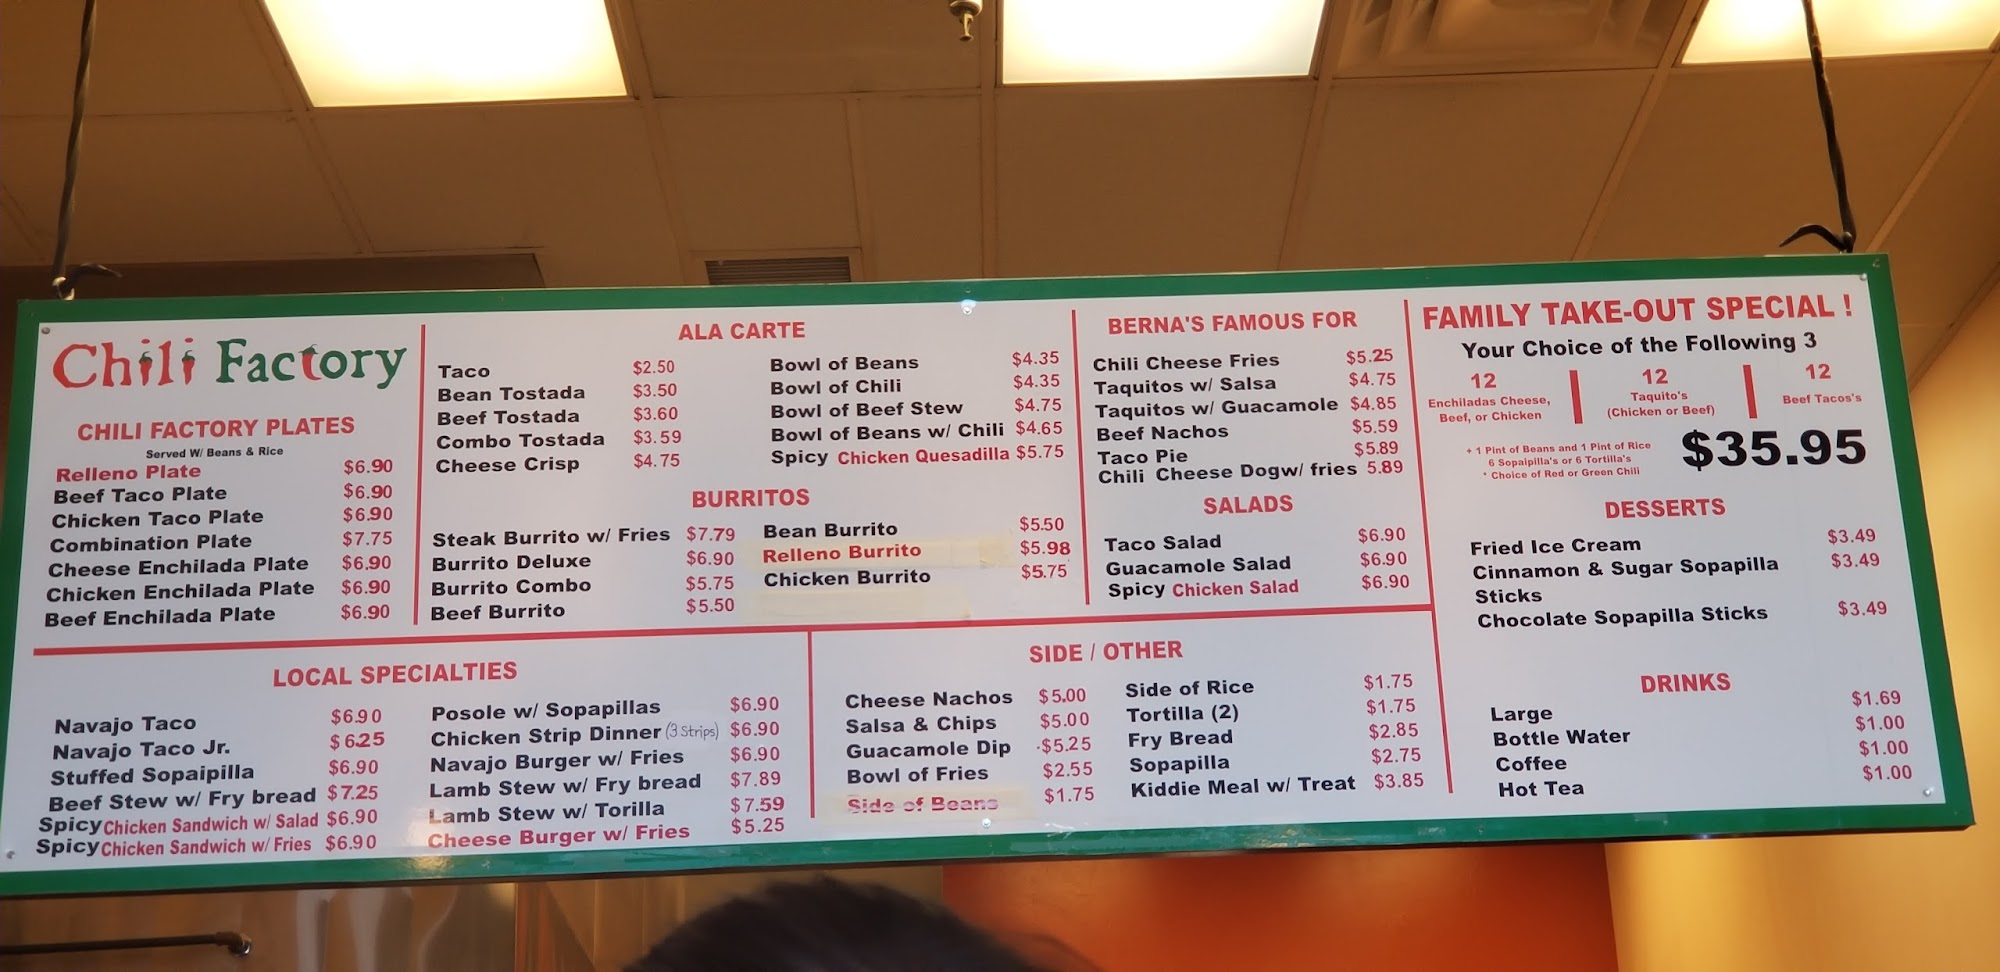 Chili Factory
CHILI FACTORY PLATES
Served W/ Beans & Rice
Relleno Plate $6.90
Beef Taco Plate $6.90
Chicken Taco Plate $6.90
Combination Plate $7.75
Cheese Enchilada Plate $6.90
Chicken Enchilada Plate $6.90
Beef Enchilada Plate $6.90
ALA CARTE
Taco $2.50
Bean Tostada $3.50
Beef Tostada $3.60
Combo Tostada $3.59
Cheese Crisp $4.75
Bowl of Beans $4.35
Bowl of Chili $4.35
Bowl of Beef Stew $4.75
Bowl of Beans w/ Chili $4.65
Spicy Chicken Quesadilla $5.75
BURRITOS
Steak Burrito w/ Fries $7.79
Burrito Deluxe $6.90
Burrito Combo $5.75
Beef Burrito $5.50
Bean Burrito $5.50
Relleno Burrito $5.98
Chicken Burrito $5.75
BERNA'S FAMOUS FOR
Chili Cheese Fries $5.25
Taquitos w/ Salsa $4.75
Taquitos w/ Guacamole $4.85
Beef Nachos $5.59
Taco Pie $5.89
Chili Cheese Dogw/ fries 5.89
SALADS
Taco Salad $6.90
Guacamole Salad $6.90
Spicy Chicken Salad $6.90
FAMILY TAKE-OUT SPECIAL !
Your Choice of the Following 3
12
Enchiladas Cheese,
Beef, or Chicken
12
Taquito's
(Chicken or Beef)
12
Beef Tacos's
+ 1 Pint of Beans and 1 Pint of Rice
6 Sopaipilla's or 6 Tortilla's
* Choice of Red or Green Chili
$35.95
DESSERTS
Fried Ice Cream $3.49
Cinnamon & Sugar Sopapilla $3.49
Sticks
Chocolate Sopapilla Sticks $3.49
DRINKS
Large $1.69
Bottle Water $1.00
Coffee $1.00
Hot Tea $1.00
LOCAL SPECIALTIES
Navajo Taco $6.90
Navajo Taco Jr. $6.25
Stuffed Sopaipilla $6.90
Beef Stew w/ Fry bread $7.25
Spicy Chicken Sandwich w/ Salad $6.90
Spicy Chicken Sandwich w/ Fries $6.90
Posole w/ Sopapillas $6.90
Chicken Strip Dinner (3 Strips) $6.90
Navajo Burger w/ Fries $6.90
Lamb Stew w/ Fry bread $7.89
Lamb Stew w/ Torilla $7.59
Cheese Burger w/ Fries $5.25
SIDE / OTHER
Cheese Nachos $5.00
Salsa & Chips $5.00
Guacamole Dip $5.25
Bowl of Fries $2.55
Side of Beans $1.75
Side of Rice $1.75
Tortilla (2) $1.75
Fry Bread $2.85
Sopapilla $2.75
Kiddie Meal w/ Treat $3.85